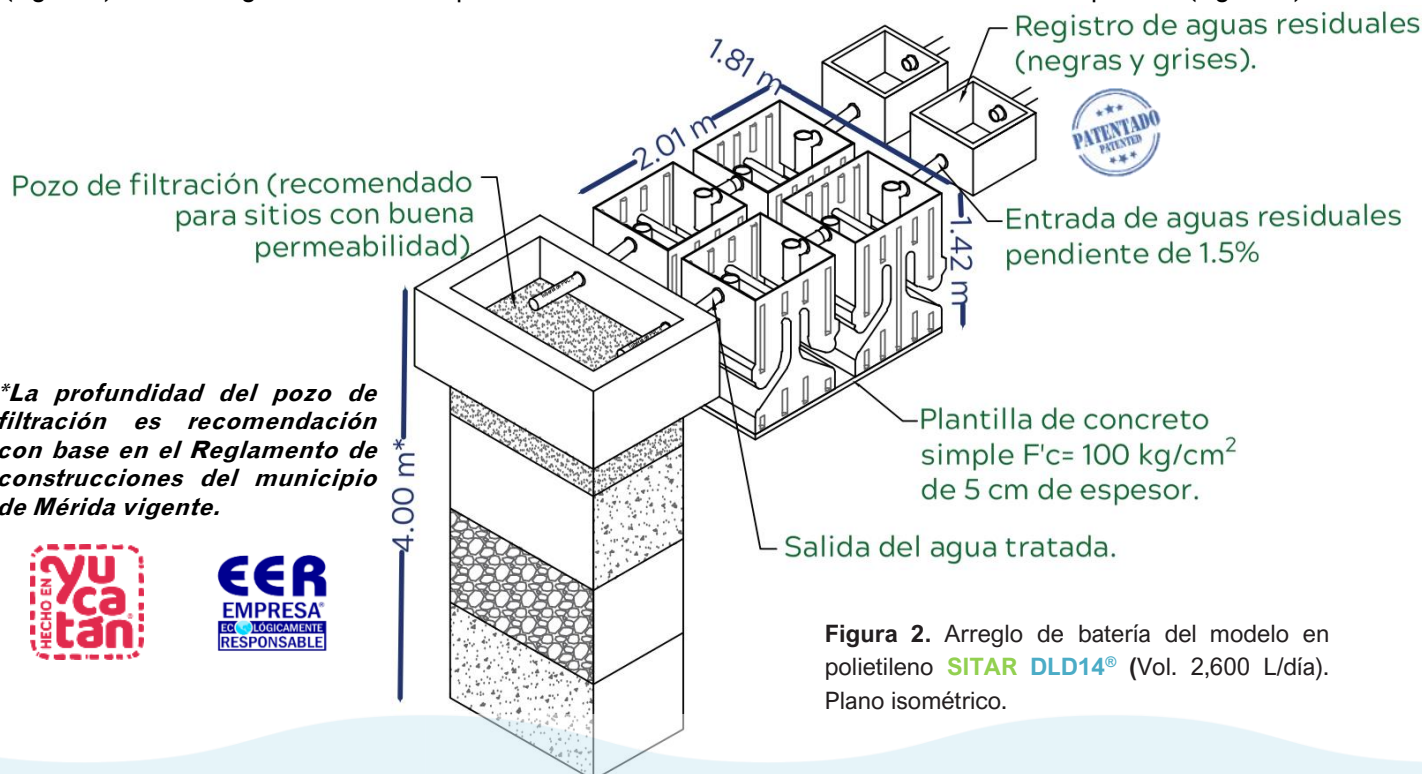 1.81 m
2.01 m
1.42 m
Registro de aguas residuales
(negras y grises).
PATENTADO
PATENTED
Pozo de filtración (recomendado
para sitios con buena
permeabilidad)
Entrada de aguas residuales
pendiente de 1.5%
*La profundidad del pozo de
filtración es recomendación
con base en el Reglamento de
construcciones del municipio
de Mérida vigente.
4.00 m*
Plantilla de concreto
simple F'c= 100 kg/cm²
de 5 cm de espesor.
Salida del agua tratada.
HECHO EN
yucatán
EER
EMPRESA®
ECOLÓGICAMENTE
RESPONSABLE
Figura 2. Arreglo de batería del modelo en
polietileno SITAR DLD14® (Vol. 2,600 L/día).
Plano isométrico.